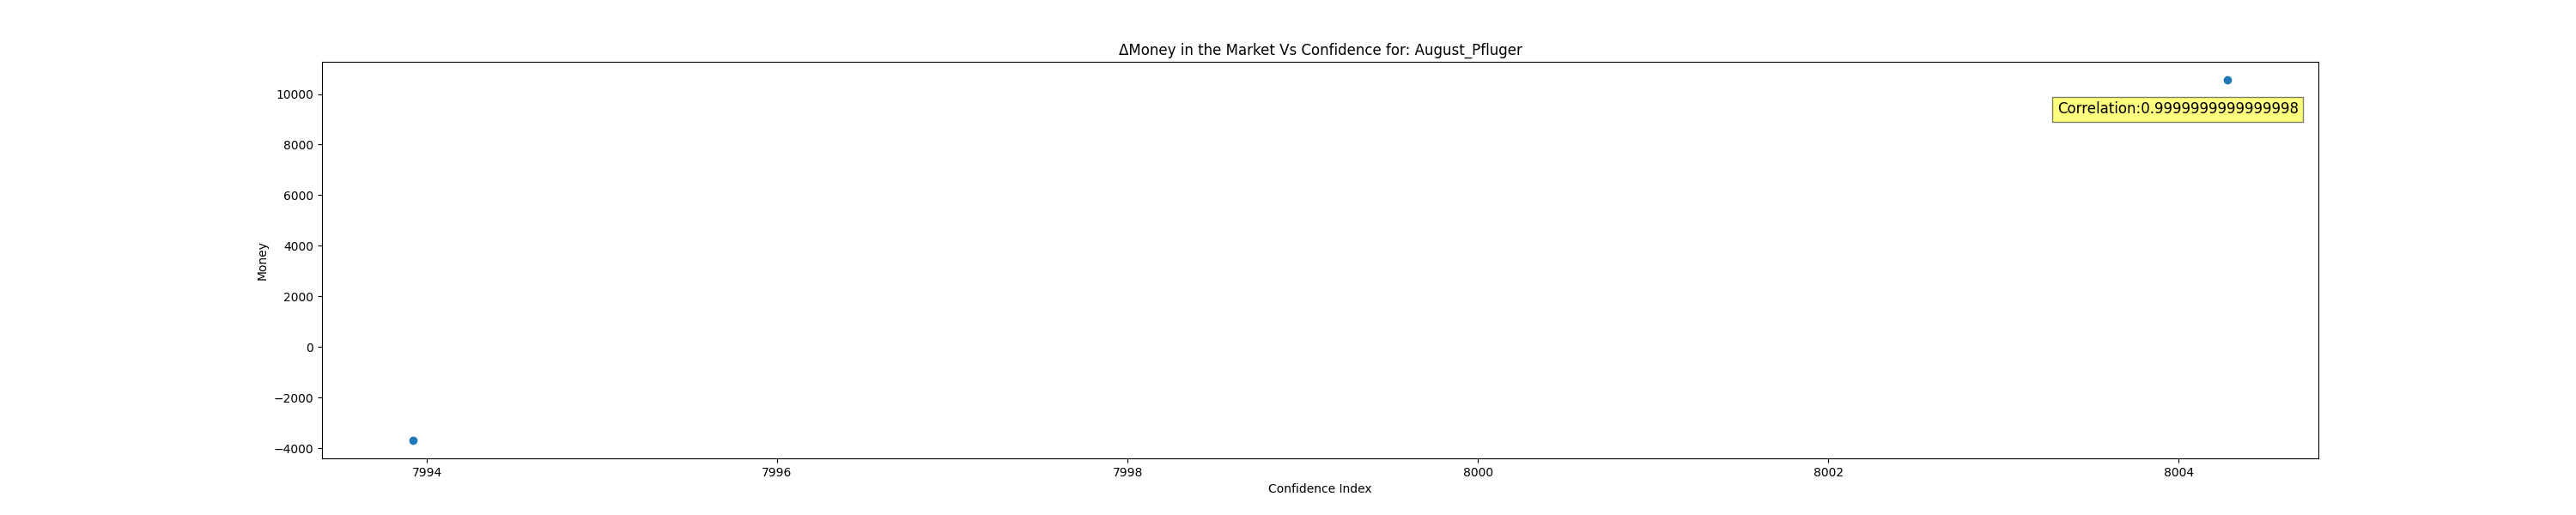 ΔMoney in the Market Vs Confidence for: August_Pfluger
10000
8000
6000
4000
2000
0
−2000
−4000
Money
Correlation:0.9999999999999998
7994 7996 7998 8000 8002 8004
Confidence Index